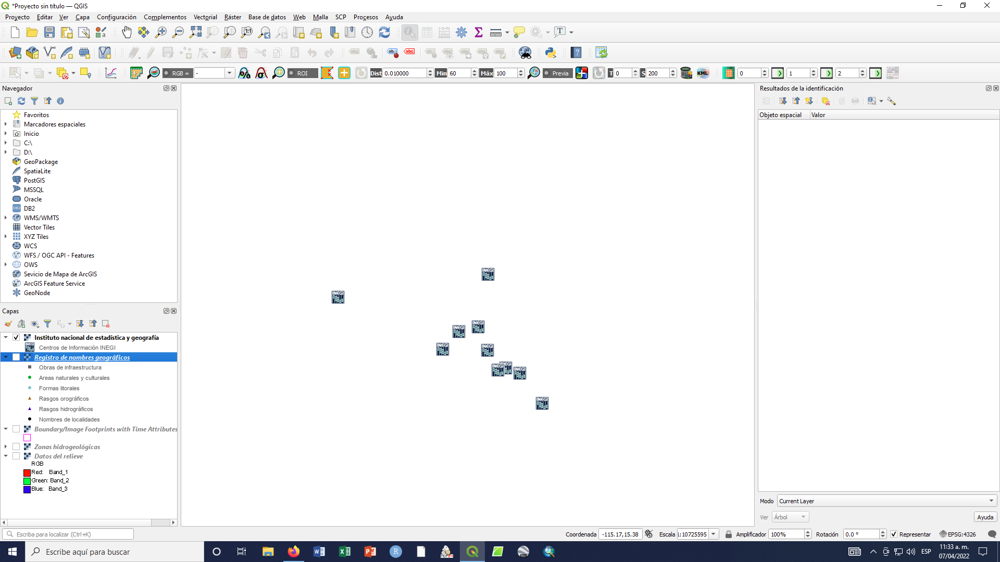 *Proyecto sin título — QGIS
Proyecto Editar Ver Capa Configuración Complementos Vectorial Ráster Base de datos Web Malla SCP Procesos Ayuda
RGB = - ROI Dist 0.010000 Min 60 Máx 100 Previa T 0 S 200 KML 0 1 2
Navegador
Favoritos
Marcadores espaciales
Inicio
C:\
D:\
GeoPackage
SpatiaLite
PostGIS
MSSQL
Oracle
DB2
WMS/WMTS
Vector Tiles
XYZ Tiles
WCS
WFS / OGC API - Features
OWS
Sevicio de Mapa de ArcGIS
ArcGIS Feature Service
GeoNode
Capas
Instituto nacional de estadística y geografía
Centros de Información INEGI
Registro de nombres geográficos
Obras de infraestructura
Areas naturales y culturales
Formas litorales
Rasgos orográficos
Rasgos hidrográficos
Nombres de localidades
Boundary/Image Footprints with Time Attributes
Zonas hidrogeológicas
Datos del relieve
RGB
Red: Band_1
Green: Band_2
Blue: Band_3
INEGI
INEGI
INEGI
INEGI
INEGI
INEGI
INEGI
INEGI
INEGI
Resultados de la identificación
Objeto espacial Valor
Modo Current Layer
Ver Árbol Ayuda
Escriba para localizar (Ctrl+K)
Coordenada -115.17,15.38 Escala 1:10725595 Amplificador 100% Rotación 0.0 ° Representar EPSG:4326
Escribe aquí para buscar
ESP
11:33 a. m.
07/04/2022